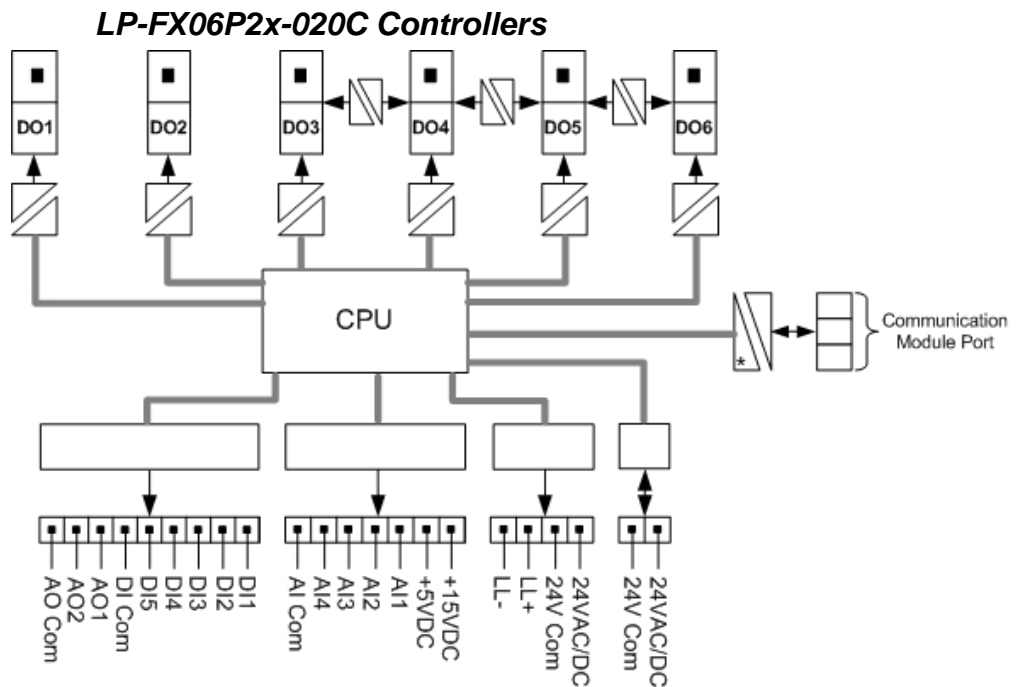 LP-FX06P2x-020C Controllers
DO1
DO2
DO3
DO4
DO5
DO6
CPU
*
Communication
Module Port
AO Com
AO2
AO1
DI Com
DI5
DI4
DI3
DI2
DI1
AI Com
AI4
AI3
AI2
AI1
+5VDC
+15VDC
LL-
LL+
24V Com
24VAC/DC
24V Com
24VAC/DC